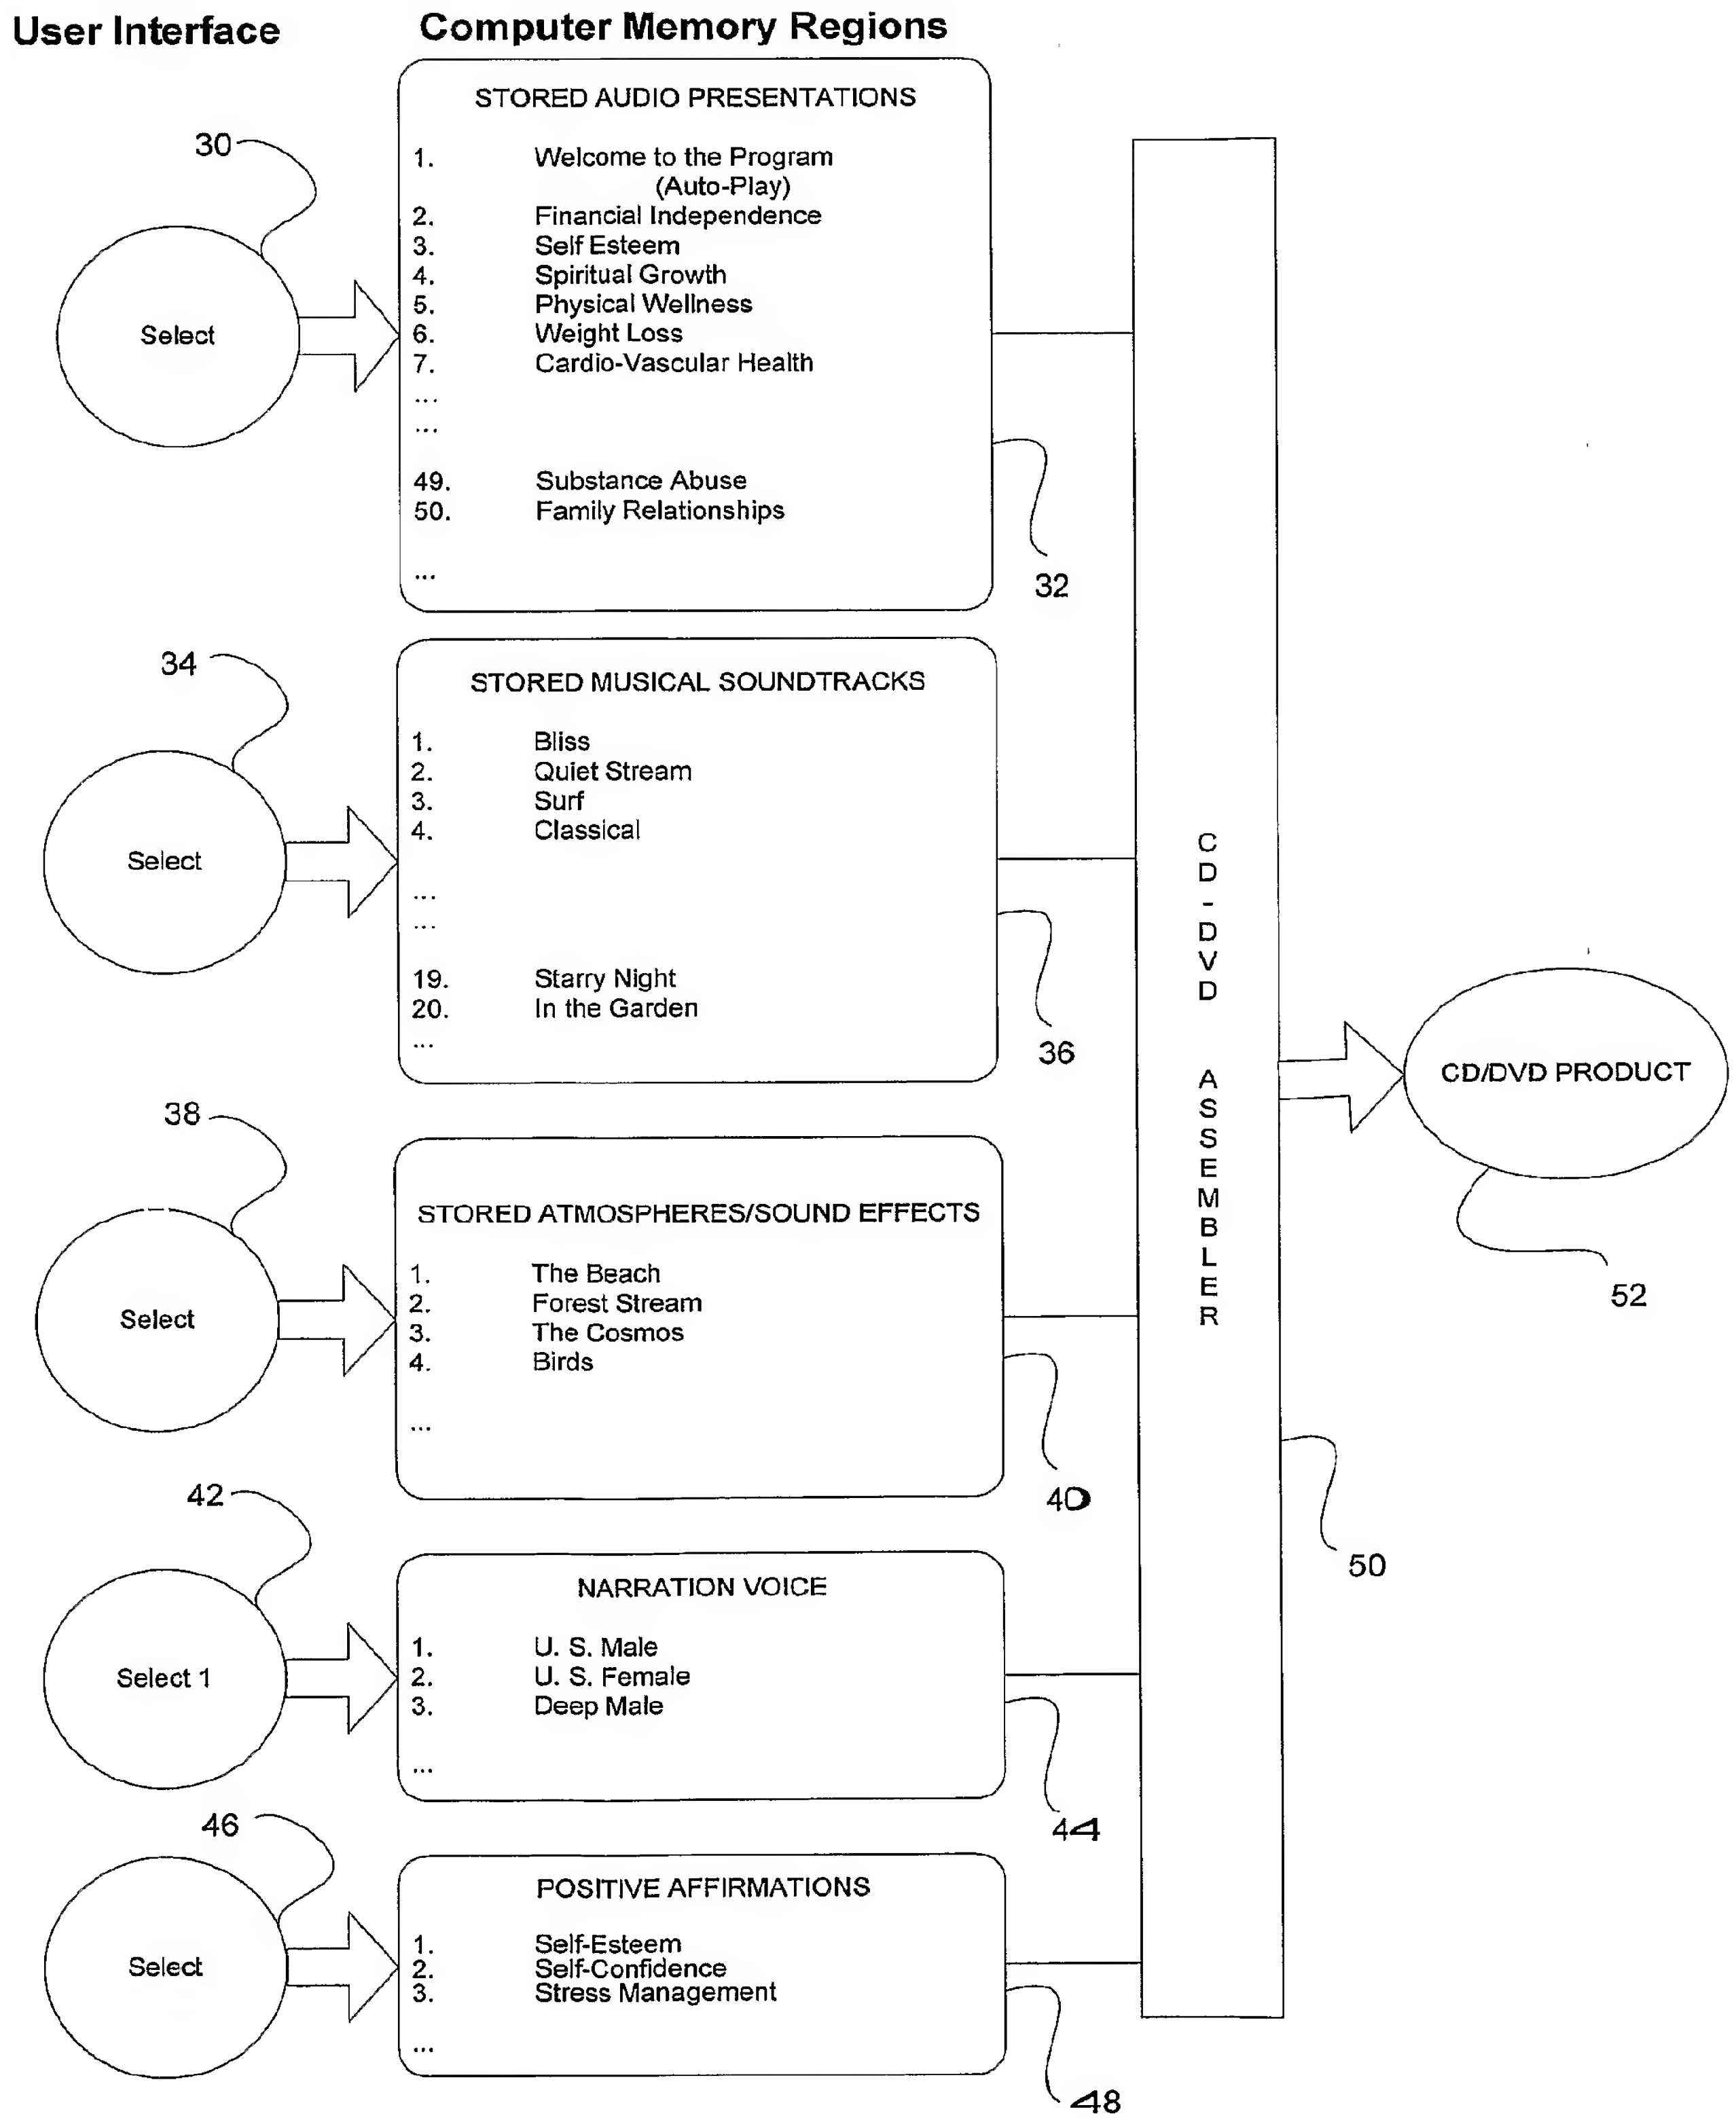 User Interface
Computer Memory Regions
STORED AUDIO PRESENTATIONS
30
1. Welcome to the Program
(Auto-Play)
2. Financial Independence
3. Self Esteem
4. Spiritual Growth
5. Physical Wellness
Select
6. Weight Loss
7. Cardio-Vascular Health
...
...
49. Substance Abuse
50. Family Relationships
...
32
34
STORED MUSICAL SOUNDTRACKS
1. Bliss
2. Quiet Stream
3. Surf
4. Classical
Select
...
...
19. Starry Night
20. In the Garden
...
36
38
STORED ATMOSPHERES/SOUND EFFECTS
1. The Beach
2. Forest Stream
3. The Cosmos
4. Birds
Select
...
40
42
NARRATION VOICE
1. U. S. Male
2. U. S. Female
3. Deep Male
Select 1
...
44
46
POSITIVE AFFIRMATIONS
1. Self-Esteem
2. Self-Confidence
3. Stress Management
Select
...
48
CD-DVD ASSEMBLER
50
CD/DVD PRODUCT
52